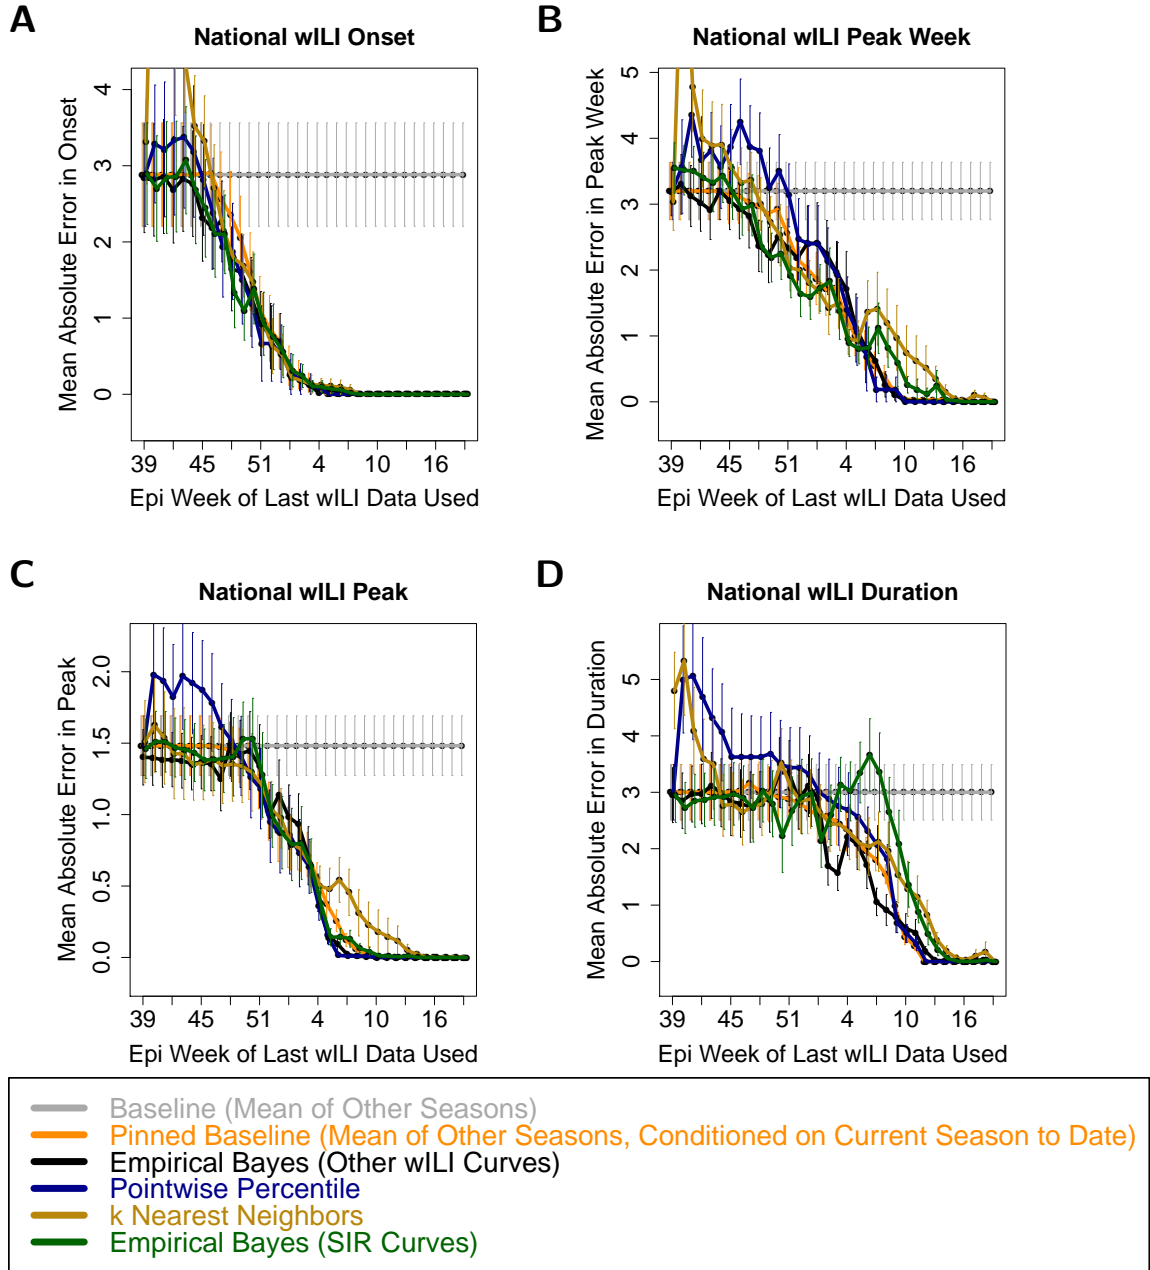 A
National wILI Onset
Mean Absolute Error in Onset
4
3
2
1
0
39 45 51 4 10 16
Epi Week of Last wILI Data Used
B
National wILI Peak Week
Mean Absolute Error in Peak Week
5
4
3
2
1
0
39 45 51 4 10 16
Epi Week of Last wILI Data Used
C
National wILI Peak
Mean Absolute Error in Peak
2.0
1.5
1.0
0.5
0.0
39 45 51 4 10 16
Epi Week of Last wILI Data Used
D
National wILI Duration
Mean Absolute Error in Duration
5
4
3
2
1
0
39 45 51 4 10 16
Epi Week of Last wILI Data Used
Baseline (Mean of Other Seasons)
Pinned Baseline (Mean of Other Seasons, Conditioned on Current Season to Date)
Empirical Bayes (Other wILI Curves)
Pointwise Percentile
k Nearest Neighbors
Empirical Bayes (SIR Curves)